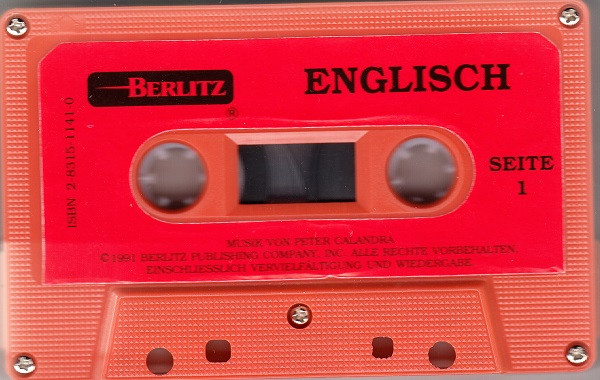 BERLITZ
®
ENGLISCH
ISBN 2-8315-1141-0
SEITE
1
MUSIK VON PETER CALANDRA
©1991 BERLITZ PUBLISHING COMPANY, INC. ALLE RECHTE VORBEHALTEN
EINSCHLIESSLICH VERVIELFÄLTIGUNG UND WIEDERGABE